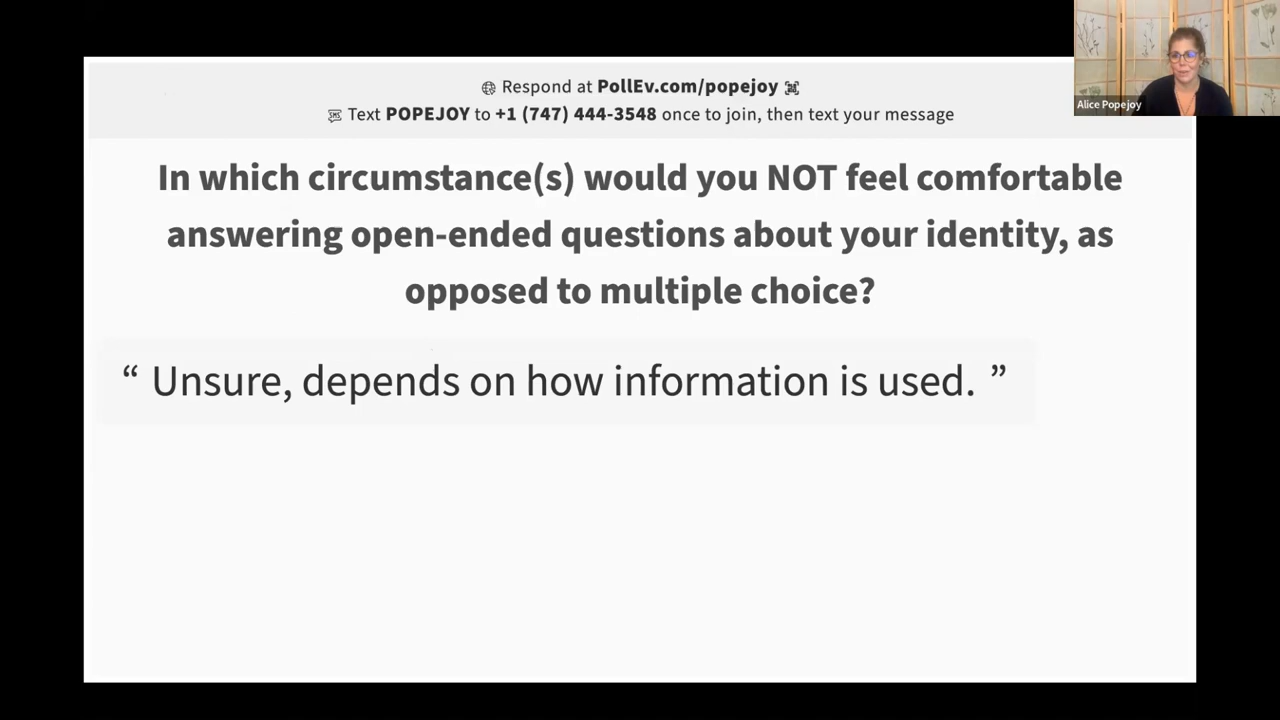 Respond at PollEv.com/popejoy
Text POPEJOY to +1 (747) 444-3548 once to join, then text your message
Alice Popejoy
In which circumstance(s) would you NOT feel comfortable
answering open-ended questions about your identity, as
opposed to multiple choice?
“ Unsure, depends on how information is used. ”